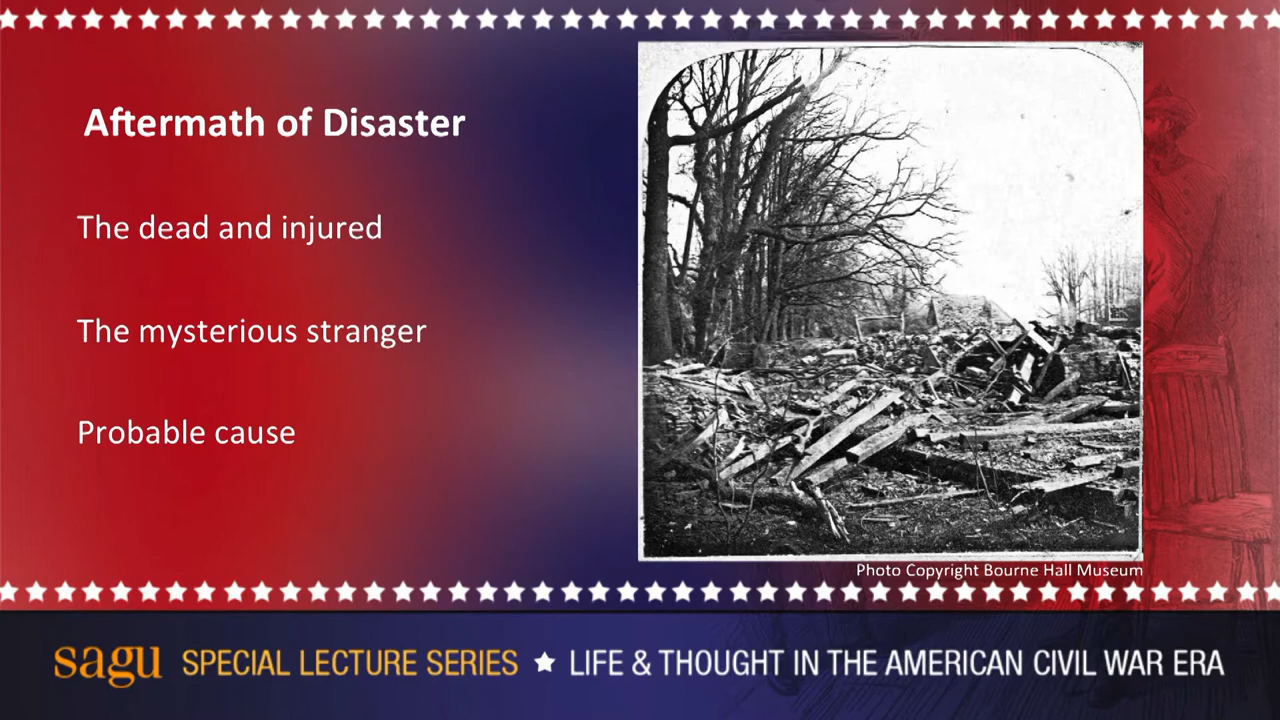 Aftermath of Disaster
The dead and injured
The mysterious stranger
Probable cause
Photo Copyright Bourne Hall Museum
sagu SPECIAL LECTURE SERIES ★ LIFE & THOUGHT IN THE AMERICAN CIVIL WAR ERA